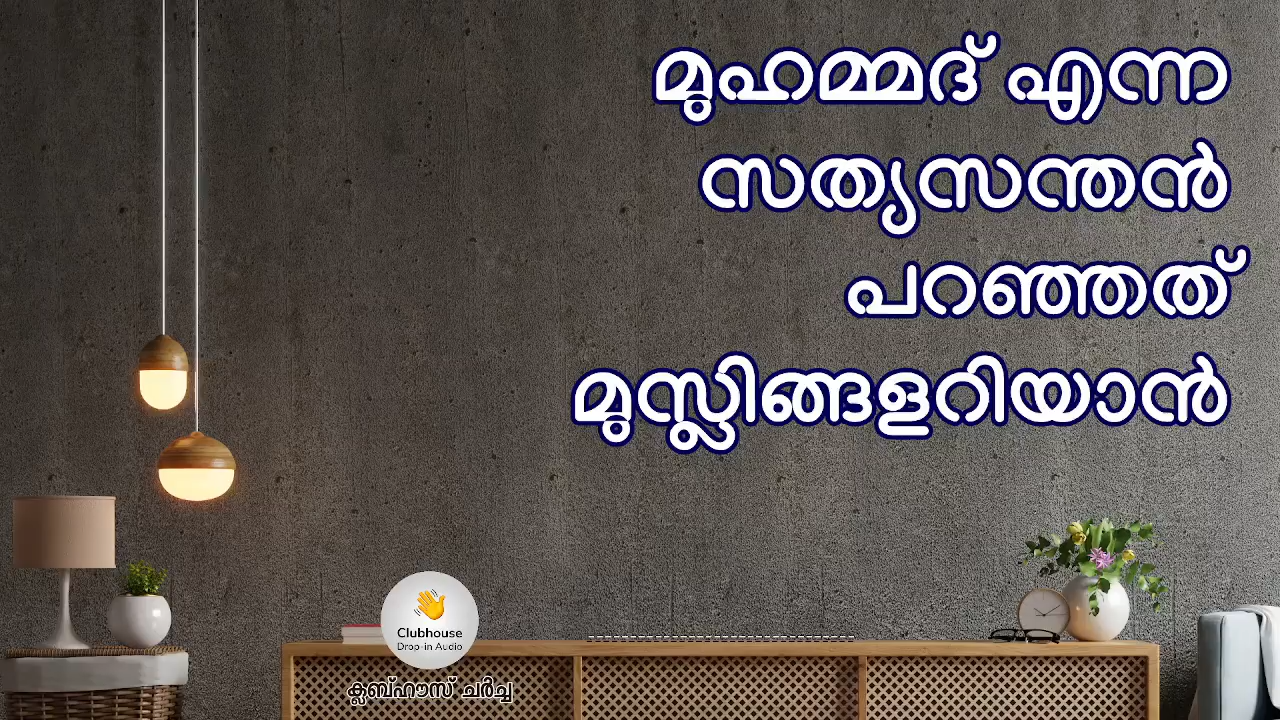 മുഹമ്മദ് എന്ന
സത്യസന്തൻ
പറഞ്ഞത്
മുസ്ലിങ്ങളറിയാൻ
Clubhouse
Drop-in Audio
ക്ലബ്ഹൗസ് ചർച്ച